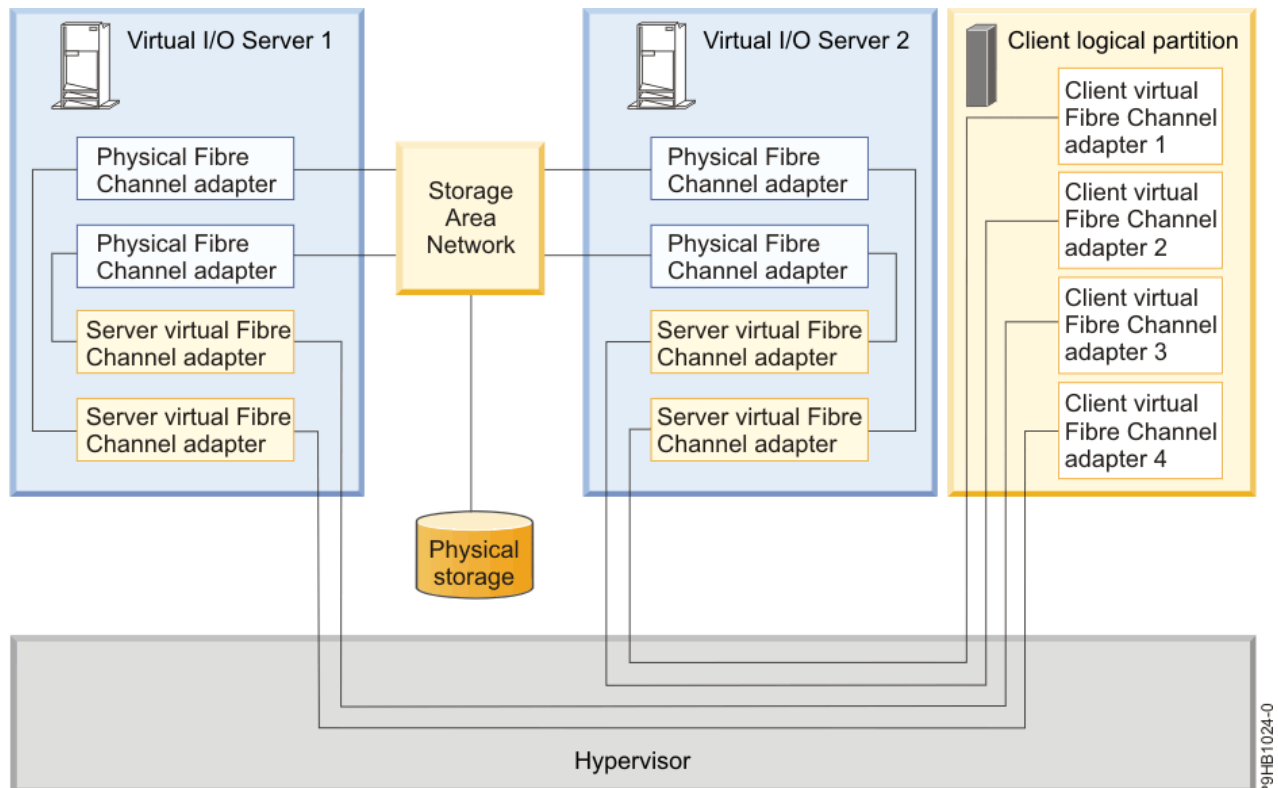 Virtual I/O Server 1
Physical Fibre
Channel adapter
Physical Fibre
Channel adapter
Server virtual Fibre
Channel adapter
Server virtual Fibre
Channel adapter
Storage
Area
Network
Physical
storage
Virtual I/O Server 2
Physical Fibre
Channel adapter
Physical Fibre
Channel adapter
Server virtual Fibre
Channel adapter
Server virtual Fibre
Channel adapter
Client logical partition
Client virtual
Fibre Channel
adapter 1
Client virtual
Fibre Channel
adapter 2
Client virtual
Fibre Channel
adapter 3
Client virtual
Fibre Channel
adapter 4
Hypervisor
P9HB1024-0